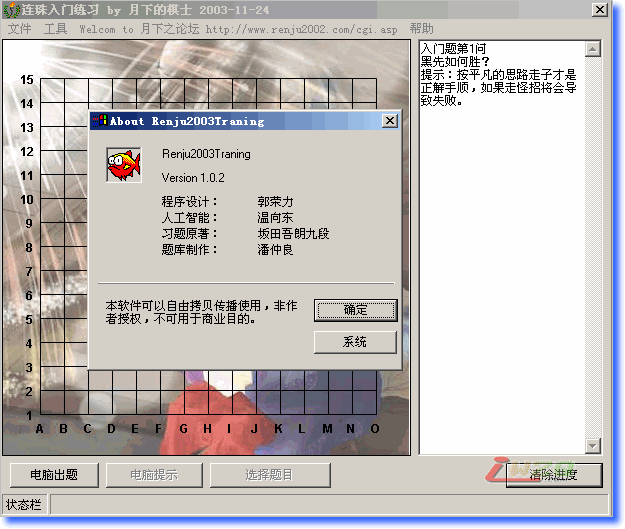 连珠入门练习 by 月下的棋士 2003-11-24
文件 工具 Welcom to 月下之论坛 http://www.renju2002.com/cgi.asp 帮助
入门题第1问
黑先如何胜?
提示:按平凡的思路走子才是
正解手顺,如果走怪招将会导
致失败。
About Renju2003Traning
Renju2003Traning
Version 1.0.2
程序设计: 郭荣力
人工智能: 温向东
习题原著: 坂田吾朗九段
题库制作: 潘仲良
本软件可以自由拷贝传播使用,非作
者授权,不可用于商业目的。
确定
系统
15
14
13
12
11
10
9
8
7
6
5
4
3
2
1
A B C D E F G H I J K L M N O
电脑出题 电脑提示 选择题目 清除进度
状态栏